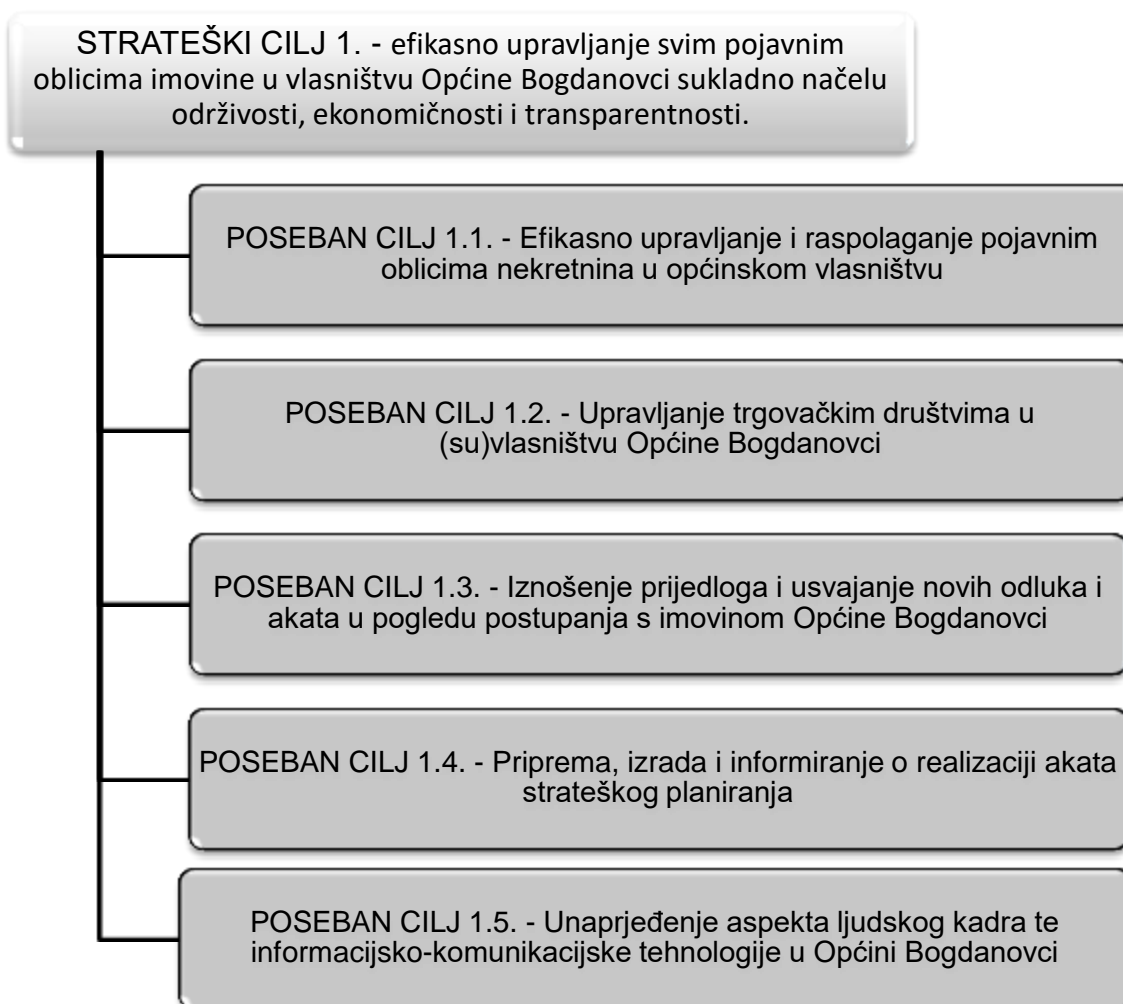 STRATEŠKI CILJ 1. - efikasno upravljanje svim pojavnim
oblicima imovine u vlasništvu Općine Bogdanovci sukladno načelu
održivosti, ekonomičnosti i transparentnosti.
POSEBAN CILJ 1.1. - Efikasno upravljanje i raspolaganje pojavnim
oblicima nekretnina u općinskom vlasništvu
POSEBAN CILJ 1.2. - Upravljanje trgovačkim društvima u
(su)vlasništvu Općine Bogdanovci
POSEBAN CILJ 1.3. - Iznošenje prijedloga i usvajanje novih odluka i
akata u pogledu postupanja s imovinom Općine Bogdanovci
POSEBAN CILJ 1.4. - Priprema, izrada i informiranje o realizaciji akata
strateškog planiranja
POSEBAN CILJ 1.5. - Unaprjeđenje aspekta ljudskog kadra te
informacijsko-komunikacijske tehnologije u Općini Bogdanovci